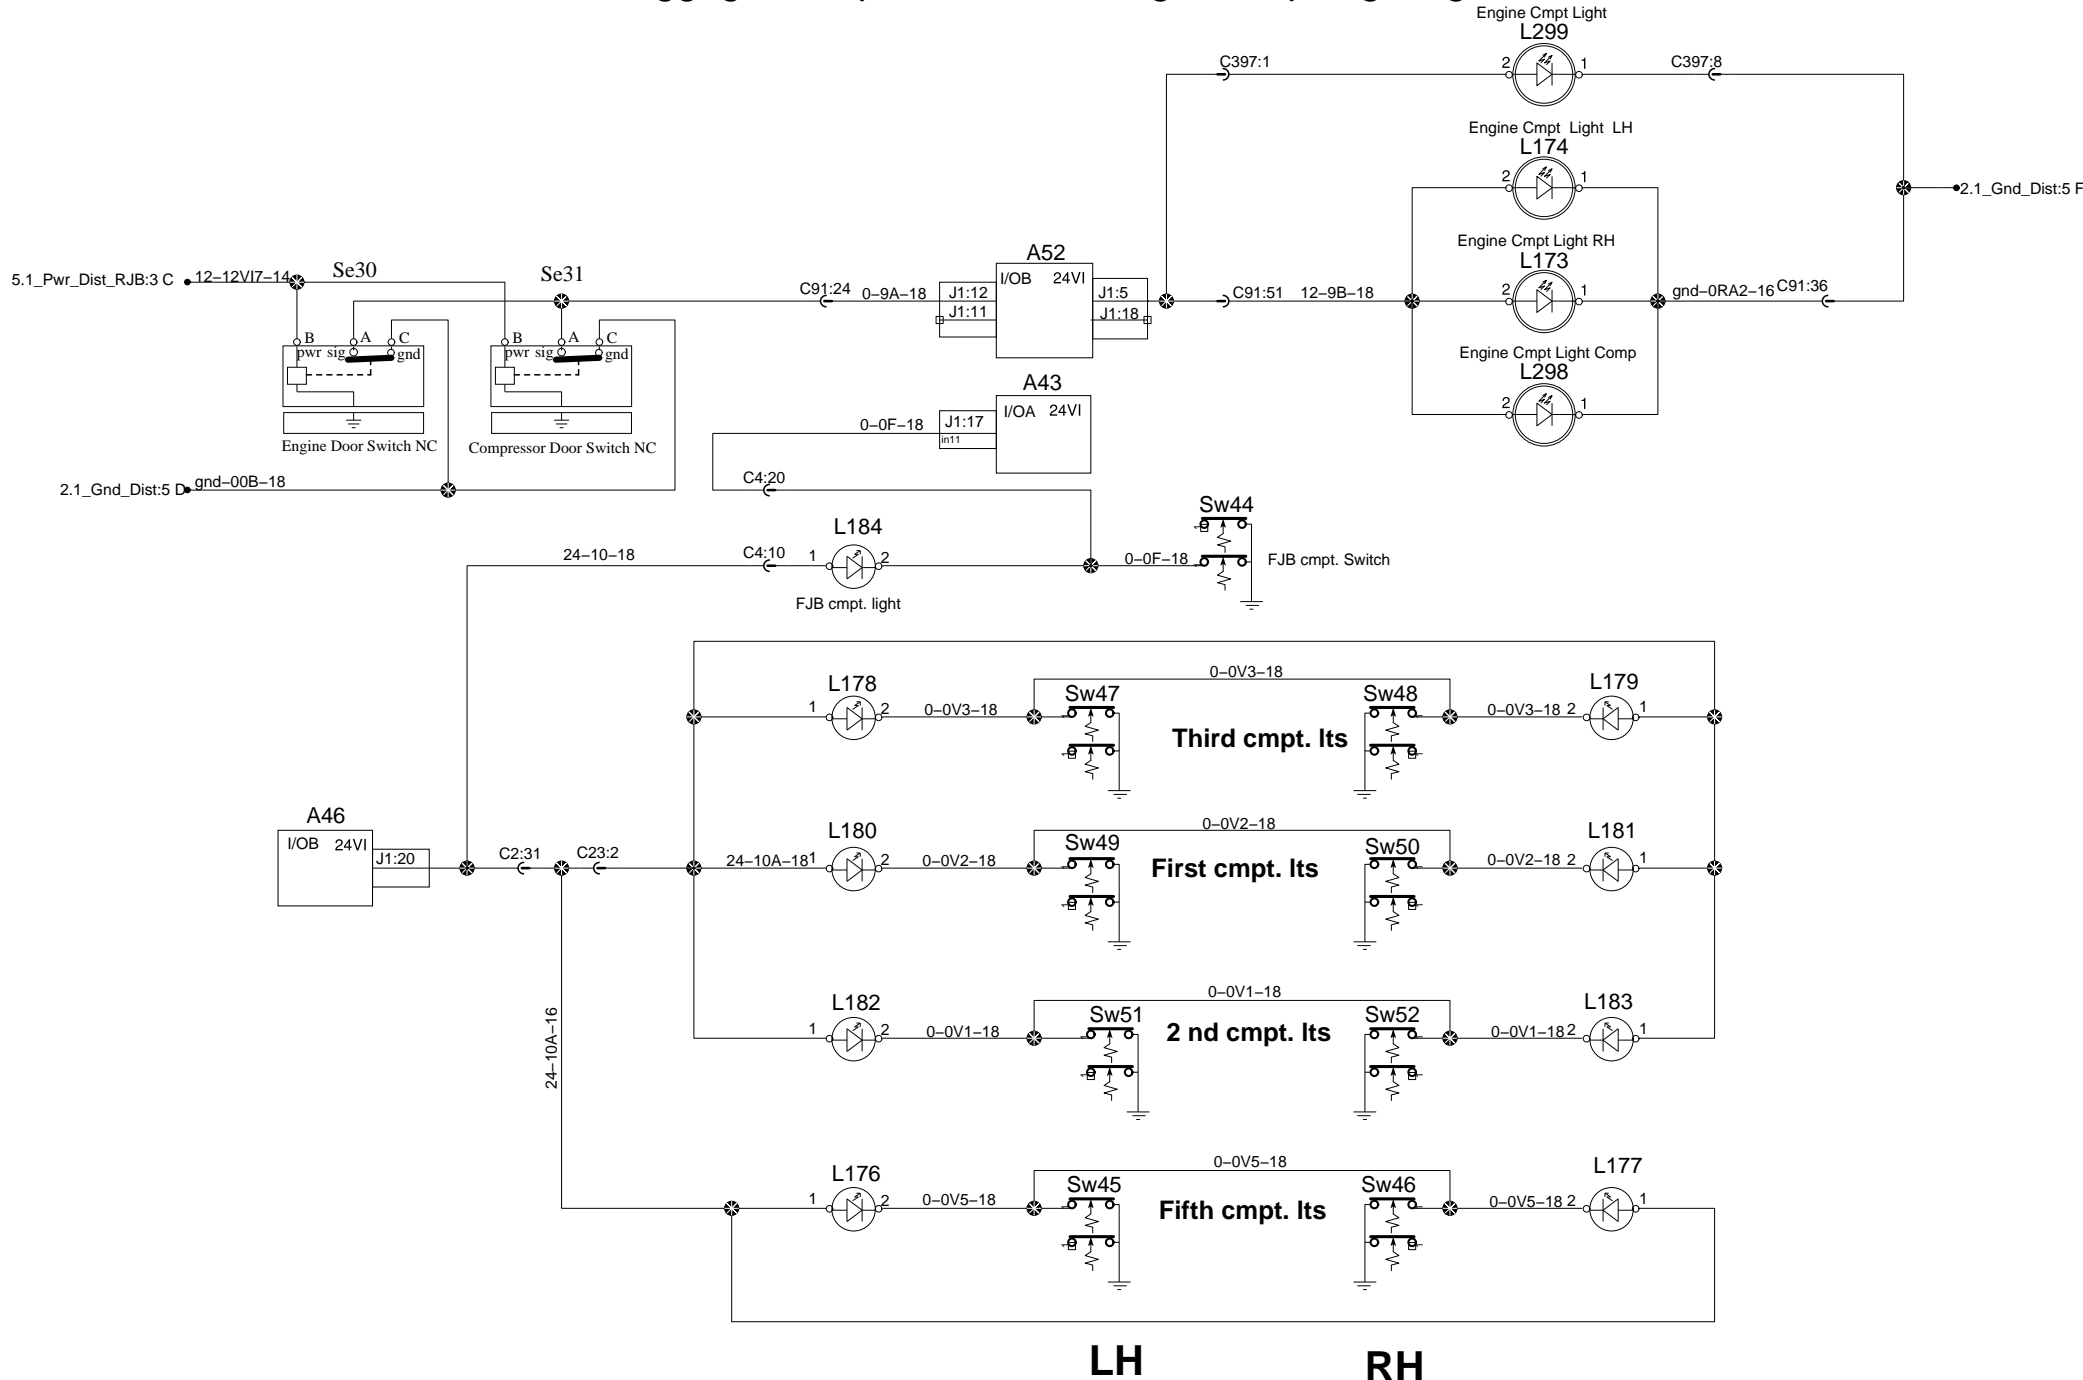 Engine Cmpt Light
L299
C397:1
2
1
C397:8
Engine Cmpt Light LH
L174
2
1
2.1_Gnd_Dist:5 F
Engine Cmpt Light RH
L173
2
1
gnd-0RA2-16
C91:36
Engine Cmpt Light Comp
L298
2
1
5.1_Pwr_Dist_RJB:3 C
12-12VI7-14
Se30
Se31
B
A
C
pwr sig
gnd
B
A
C
pwr sig
gnd
Engine Door Switch NC
Compressor Door Switch NC
2.1_Gnd_Dist:5 D
gnd-00B-18
C91:24
0-9A-18
A52
I/OB
24VI
J1:12
J1:11
J1:5
J1:18
C91:51
12-9B-18
A43
I/OA
24VI
0-0F-18
J1:17
in11
C4:20
Sw44
24-10-18
C4:10
L184
1
2
FJB cmpt. light
0-0F-18
FJB cmpt. Switch
0-0V3-18
L178
1
2
0-0V3-18
Sw47
Third cmpt. lts
Sw48
0-0V3-18
2
L179
1
A46
I/OB
24VI
J1:20
C2:31
C23:2
0-0V2-18
24-10A-18
L180
1
2
0-0V2-18
Sw49
First cmpt. lts
Sw50
0-0V2-18
2
L181
1
24-10A-16
0-0V1-18
L182
1
2
0-0V1-18
Sw51
2 nd cmpt. lts
Sw52
0-0V1-18
2
L183
1
0-0V5-18
L176
1
2
0-0V5-18
Sw45
Fifth cmpt. lts
Sw46
0-0V5-18
2
L177
1
LH
RH